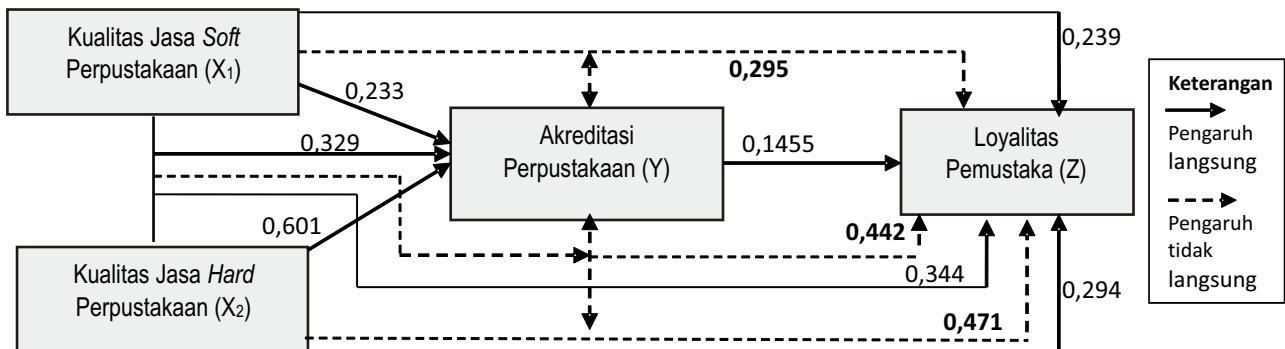 Kualitas Jasa Soft
Perpustakaan (X1)
0,239
0,295
0,233
Akreditasi
Perpustakaan (Y)
0,329
0,1455
Loyalitas
Pemustaka (Z)
0,601
0,442
Kualitas Jasa Hard
Perpustakaan (X2)
0,344
0,294
0,471
Keterangan
Pengaruh
langsung
Pengaruh
tidak
langsung